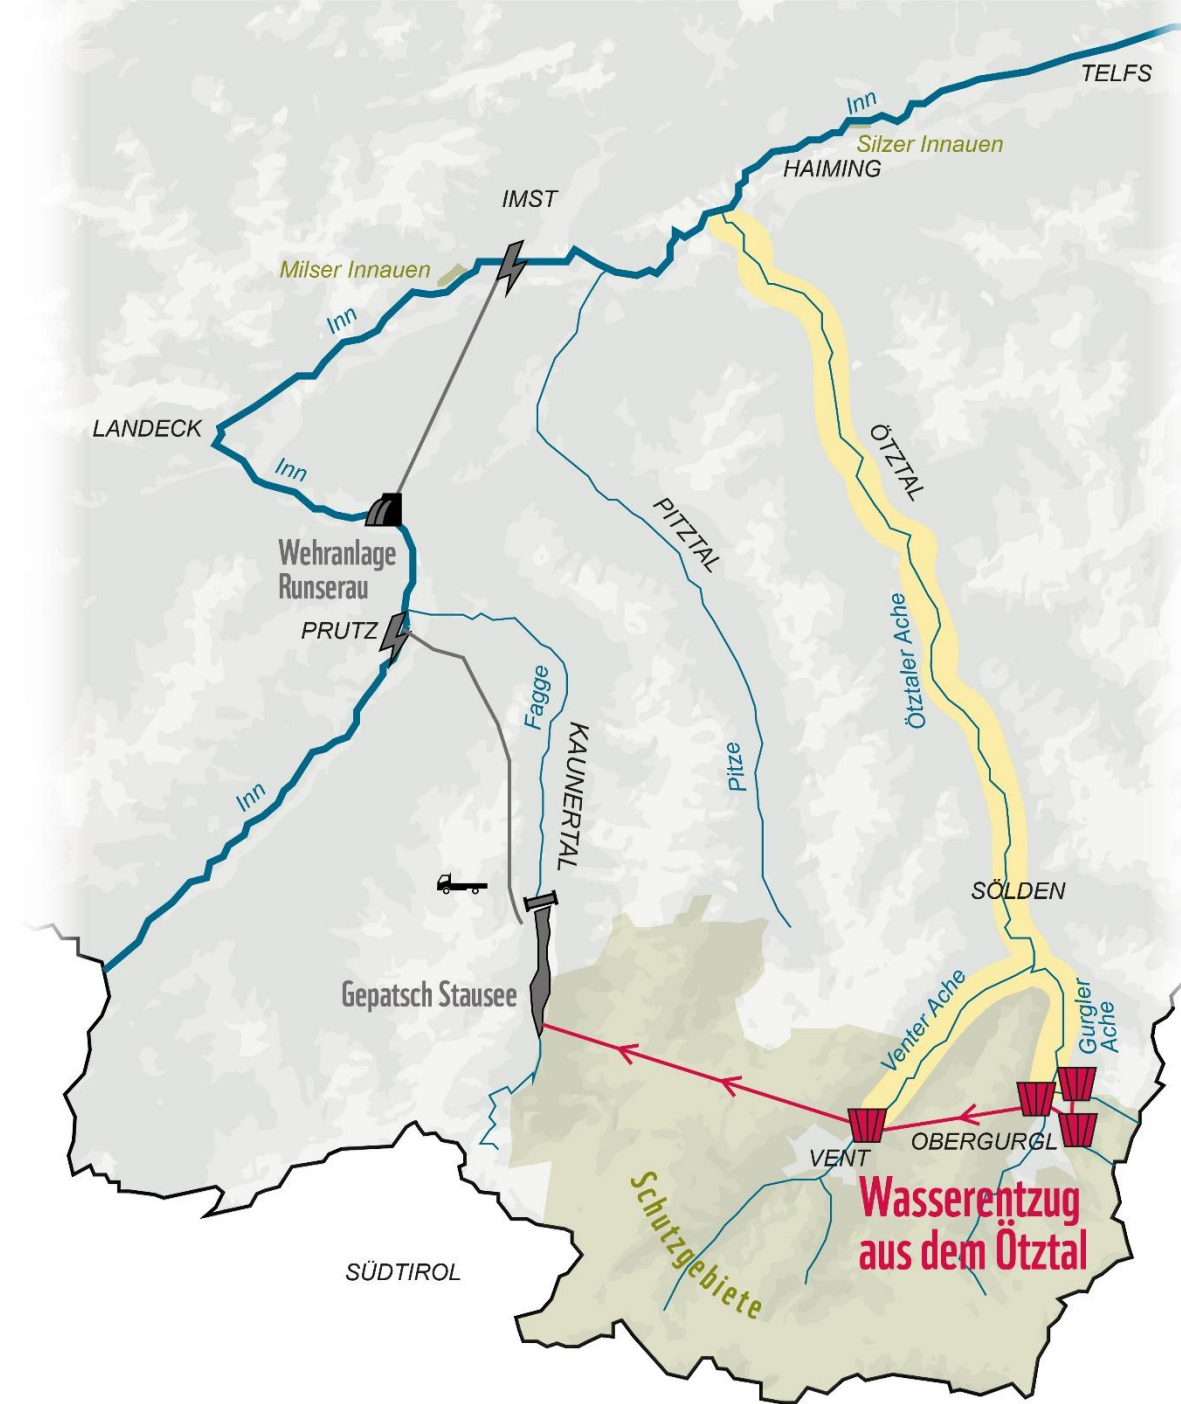 TELFS
Inn
Silzer Innauen
HAIMING
IMST
Milser Innauen
Inn
LANDECK
Inn
ÖTZTAL
PITZTAL
Wehranlage
Runserau
PRUTZ
Ötztaler Ache
Fagge
KAUNERTAL
Pitze
Inn
SÖLDEN
Gepatsch Stausee
Venter Ache
Gurgler
Ache
OBERGURGL
VENT
Wasserentzug
aus dem Ötztal
Schutzgebiete
SÜDTIROL